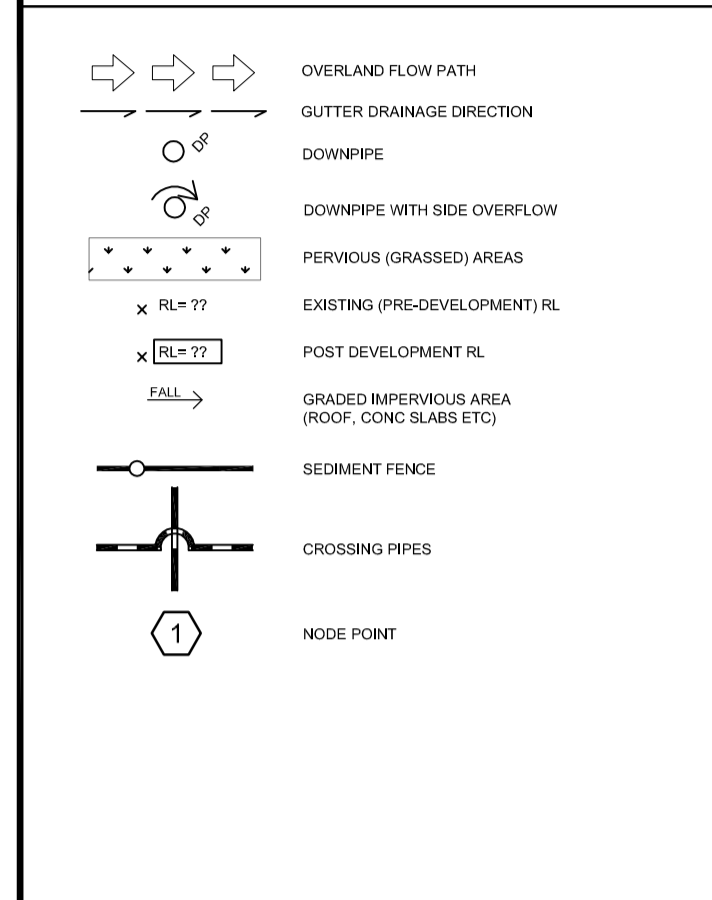 OVERLAND FLOW PATH
GUTTER DRAINAGE DIRECTION
DP DOWNPIPE
DP DOWNPIPE WITH SIDE OVERFLOW
PERVIOUS (GRASSED) AREAS
RL= ?? EXISTING (PRE-DEVELOPMENT) RL
RL= ?? POST DEVELOPMENT RL
FALL GRADED IMPERVIOUS AREA
(ROOF, CONC SLABS ETC)
SEDIMENT FENCE
CROSSING PIPES
1 NODE POINT